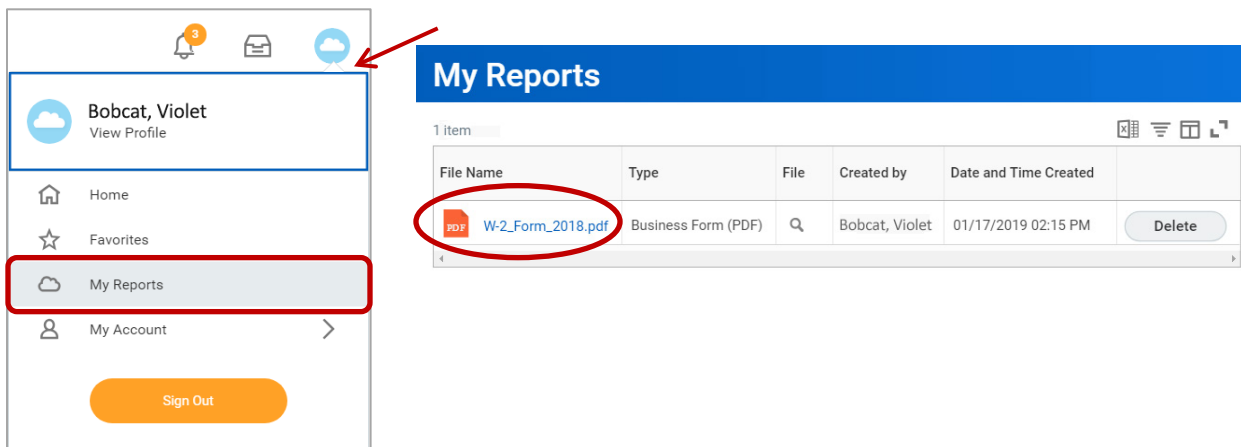 3
Bobcat, Violet
View Profile
Home
Favorites
My Reports
My Account
Sign Out
My Reports
1 item
File Name Type File Created by Date and Time Created
PDF W-2_Form_2018.pdf Business Form (PDF) Bobcat, Violet 01/17/2019 02:15 PM Delete